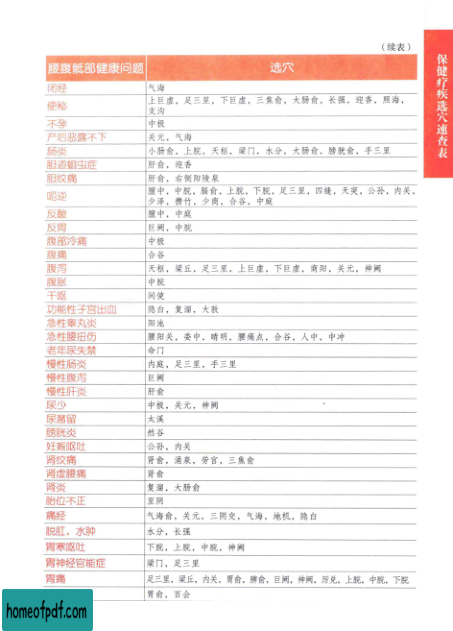 （续表）
保健疗疾选穴速查表
腰腹骶部健康问题 选穴
闭经 气海
便秘 上巨虚，足三里，下巨虚，三焦俞，大肠俞，长强，迎香，照海，
支沟
不孕 中极
产后恶露不下 关元，气海
肠炎 小肠俞，上脘，天枢，梁门，水分，大肠俞，膀胱俞，手三里
胆道蛔虫症 肝俞，迎香
胆绞痛 肝俞，右侧阳陵泉
呃逆 膻中，中脘，膈俞，上脘，下脘，足三里，四缝，天突，公孙，内关，
少泽，攒竹，少商，合谷，中庭
反酸 膻中，中庭
反胃 巨阙，中脘
腹部冷痛 中极
腹痛 合谷
腹泻 天枢，梁丘，足三里，上巨虚，下巨虚，商阳，关元，神阙
腹胀 中脘
干呕 间使
功能性子宫出血 隐白，复溜，大敦
急性睾丸炎 阳池
急性腰扭伤 腰阳关，委中，睛明，腰痛点，合谷，人中，中冲
老年尿失禁 命门
慢性肠炎 内庭，足三里，手三里
慢性腹泻 巨阙
慢性肝炎 肝俞
尿少 中极，关元，神阙
尿潴留 太溪
膀胱炎 然谷
妊娠呕吐 公孙，内关
肾绞痛 肾俞，涌泉，劳宫，三焦俞
肾虚腰痛 肾俞
肾炎 复溜，大肠俞
胎位不正 至阴
痛经 气海俞，关元，三阴交，气海，地机，隐白
脱肛，水肿 水分，长强
胃寒呕吐 下脘，上脘，中脘，神阙
胃神经官能症 梁门，足三里
胃痛 足三里，梁丘，内关，胃俞，脾俞，巨阙，神阙，厉兑，上脘，中脘，下脘
胃俞，百会
homeofpdf.com